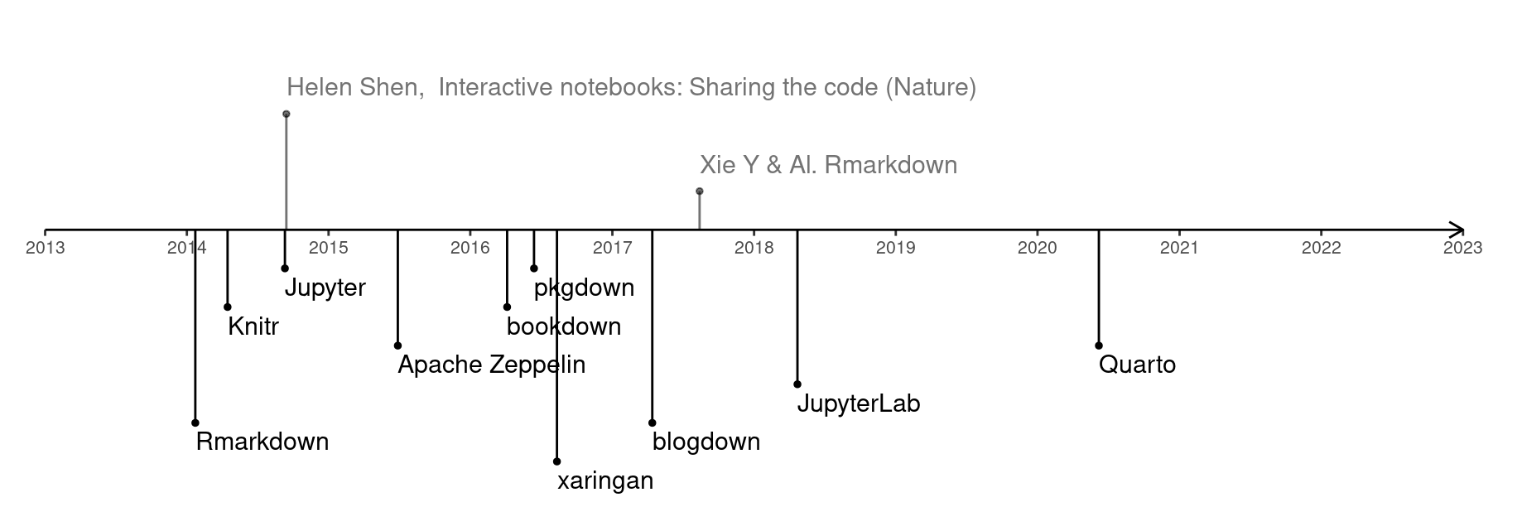 Helen Shen,  Interactive notebooks: Sharing the code (Nature)
Xie Y & Al. Rmarkdown
2013 2014 2015 2016 2017 2018 2019 2020 2021 2022 2023
Jupyter pkgdown
Knitr bookdown
Apache Zeppelin Quarto
JupyterLab
Rmarkdown blogdown
xaringan